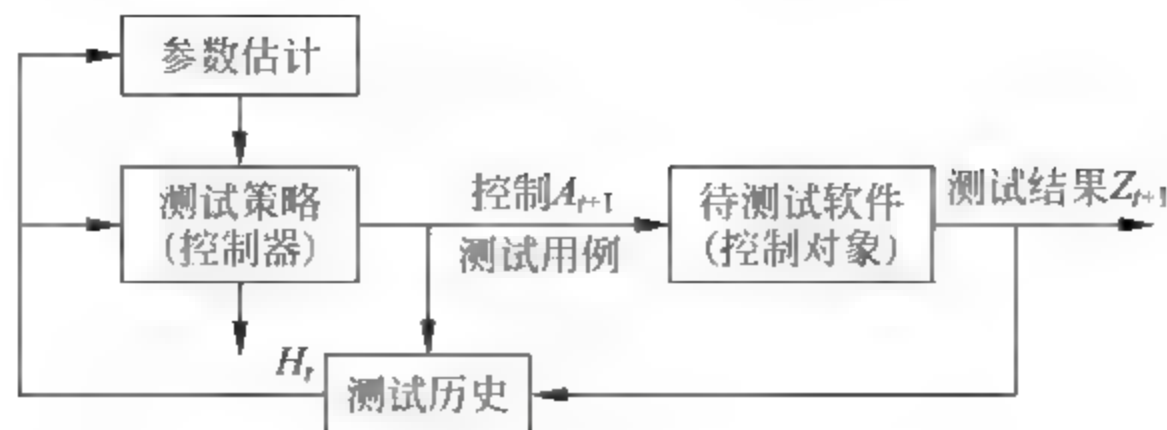 参数估计
测试策略
(控制器)
控制A_{t+1}
测试用例
待测试软件
(控制对象)
测试结果Z_{t+1}
H_t
测试历史